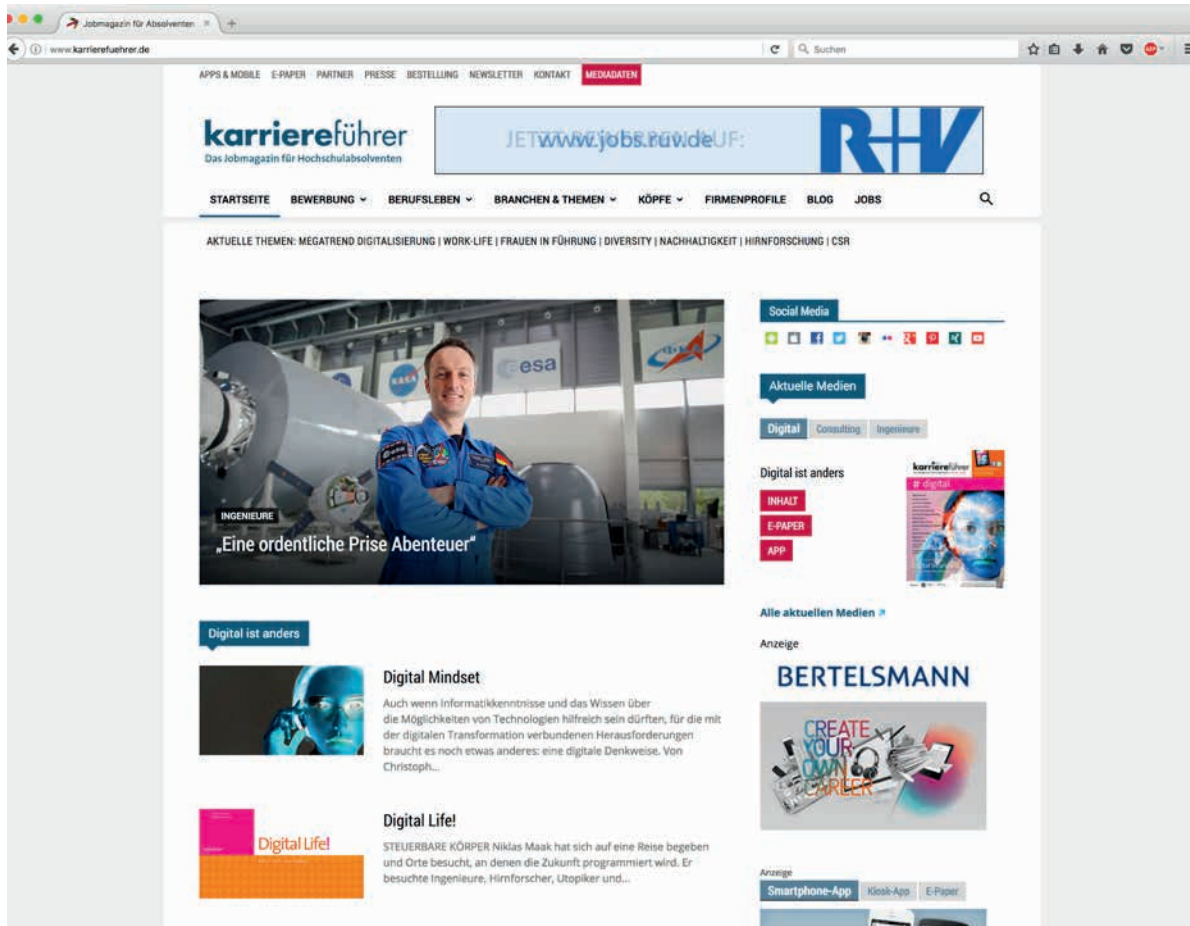 Jobmagazin für Absolventen
www.karrierefuehrer.de
Suchen
APPS & MOBILE E-PAPER PARTNER PRESSE BESTELLUNG NEWSLETTER KONTAKT MEDIADATEN
karriereführer
Das Jobmagazin für Hochschulabsolventen
www.jobs.ruv.de
R+V
STARTSEITE BEWERBUNG BERUFSLEBEN BRANCHEN & THEMEN KÖPFE FIRMENPROFILE BLOG JOBS
AKTUELLE THEMEN: MEGATREND DIGITALISIERUNG | WORK-LIFE | FRAUEN IN FÜHRUNG | DIVERSITY | NACHHALTIGKEIT | HIRNFORSCHUNG | CSR
NASA
esa
esa
INGENIEURE
„Eine ordentliche Prise Abenteuer“
Social Media
Aktuelle Medien
Digital Consulting Ingenieure
Digital ist anders
INHALT
E-PAPER
APP
karriereführer
# digital
Alle aktuellen Medien
Anzeige
BERTELSMANN
CREATE
YOUR
OWN
CAREER
Anzeige
Smartphone-App Kiosk-App E-Paper
Digital ist anders
Digital Mindset
Auch wenn Informatikkenntnisse und das Wissen über
die Möglichkeiten von Technologien hilfreich sein dürften, für die mit
der digitalen Transformation verbundenen Herausforderungen
braucht es noch etwas anderes: eine digitale Denkweise. Von
Christoph...
Digital Life!
Digital Life!
STEUERBARE KÖRPER Niklas Maak hat sich auf eine Reise begeben
und Orte besucht, an denen die Zukunft programmiert wird. Er
besuchte Ingenieure, Hirnforscher, Utopiker und...